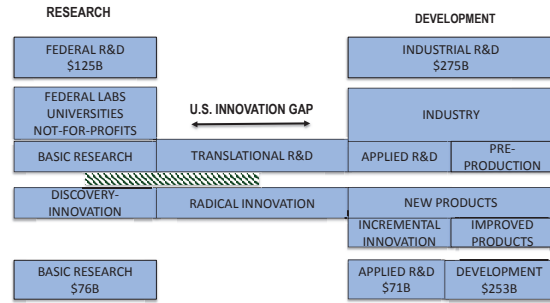 RESEARCH
DEVELOPMENT
FEDERAL R&D
$125B
INDUSTRIAL R&D
$275B
FEDERAL LABS
UNIVERSITIES
NOT-FOR-PROFITS
U.S. INNOVATION GAP
INDUSTRY
BASIC RESEARCH
TRANSLATIONAL R&D
APPLIED R&D
PRE-
PRODUCTION
DISCOVERY-
INNOVATION
RADICAL INNOVATION
NEW PRODUCTS
INCREMENTAL
INNOVATION
IMPROVED
PRODUCTS
BASIC RESEARCH
$76B
APPLIED R&D
$71B
DEVELOPMENT
$253B